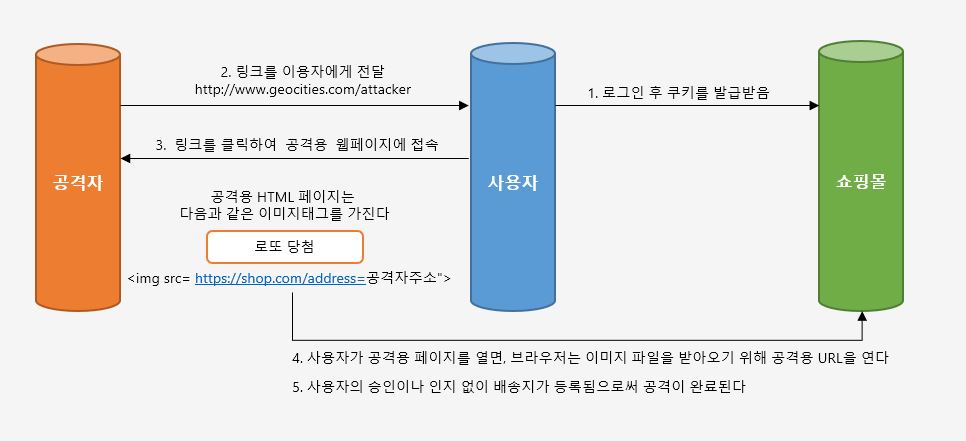 2. 링크를 이용자에게 전달
http://www.geocities.com/attacker
1. 로그인 후 쿠키를 발급받음
3. 링크를 클릭하여 공격용 웹페이지에 접속
공격자
사용자
쇼핑몰
공격용 HTML 페이지는
다음과 같은 이미지태그를 가진다
로또 당첨
<img src= https://shop.com/address=공격자주소">
4. 사용자가 공격용 페이지를 열면, 브라우저는 이미지 파일을 받아오기 위해 공격용 URL을 연다
5. 사용자의 승인이나 인지 없이 배송지가 등록됨으로써 공격이 완료된다